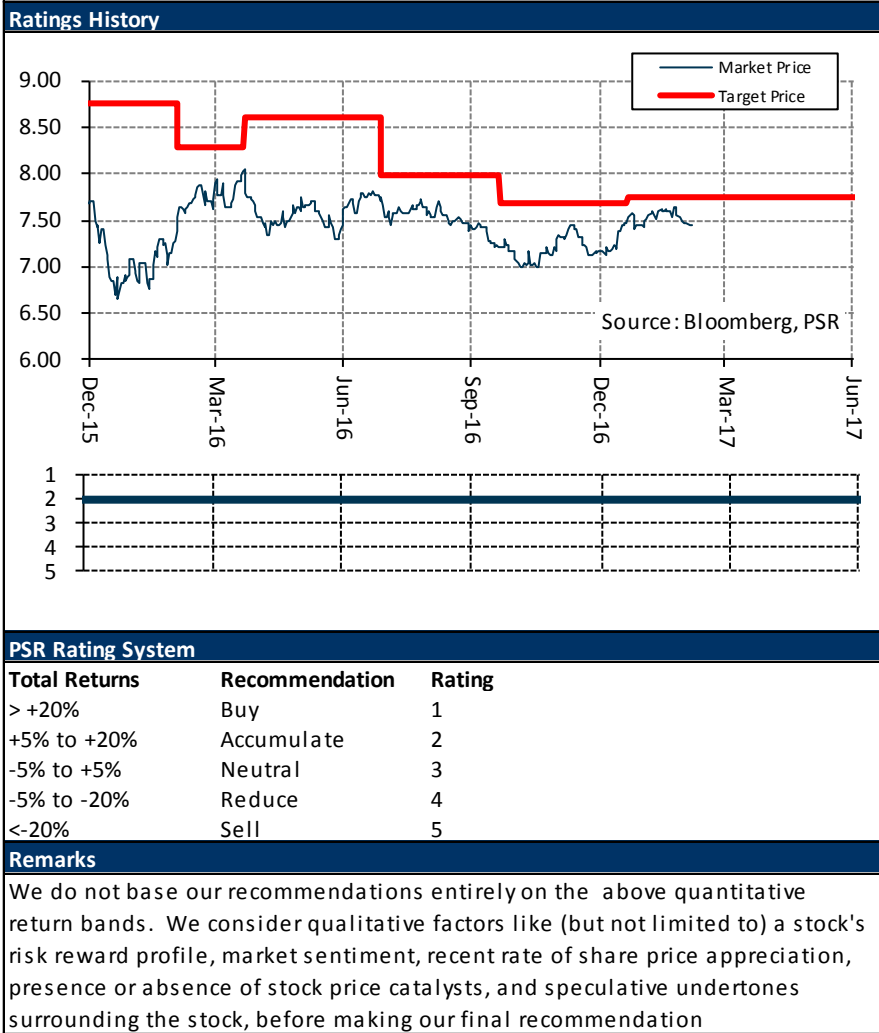 Ratings History
Market Price
Target Price
9.00
8.50
8.00
7.50
7.00
6.50
6.00
Source: Bloomberg, PSR
Dec-15
Mar-16
Jun-16
Sep-16
Dec-16
Mar-17
Jun-17
1
2
3
4
5
PSR Rating System
Total Returns Recommendation Rating
> +20% Buy 1
+5% to +20% Accumulate 2
-5% to +5% Neutral 3
-5% to -20% Reduce 4
<-20% Sell 5
Remarks
We do not base our recommendations entirely on the above quantitative
return bands. We consider qualitative factors like (but not limited to) a stock's
risk reward profile, market sentiment, recent rate of share price appreciation,
presence or absence of stock price catalysts, and speculative undertones
surrounding the stock, before making our final recommendation